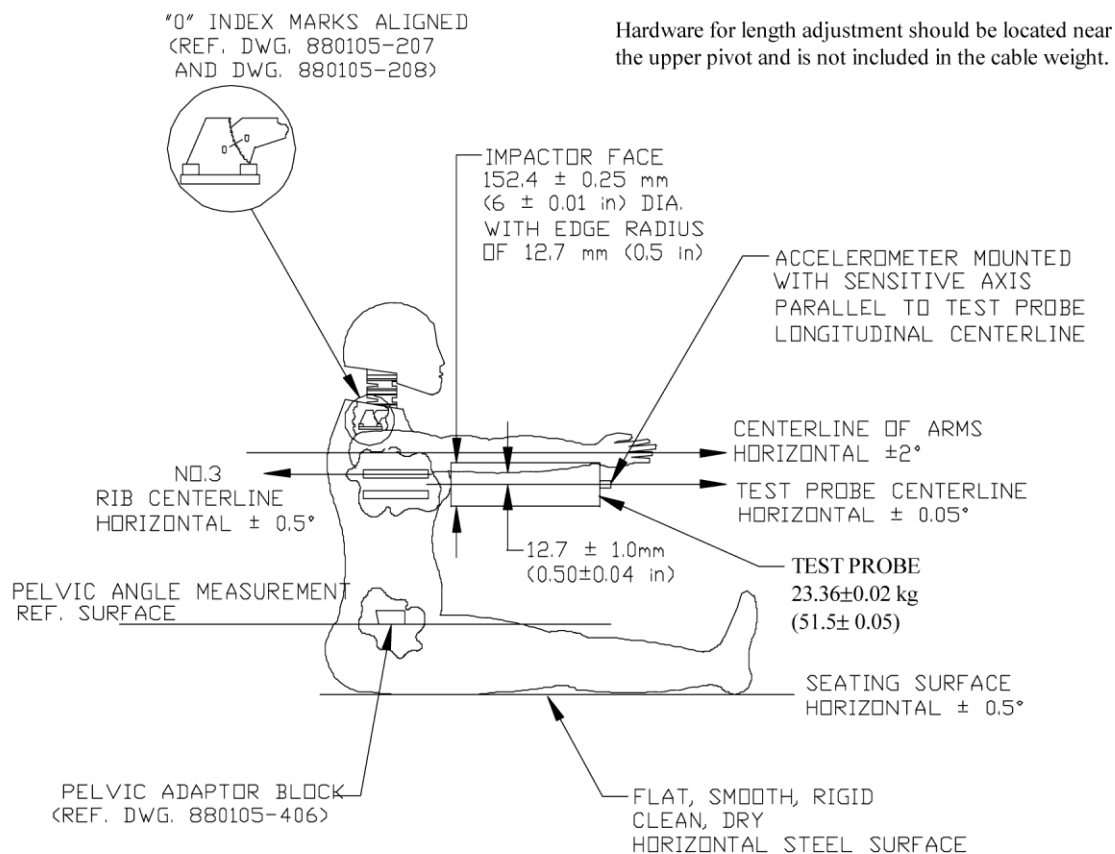 "0" INDEX MARKS ALIGNED
(REF. DWG. 880105-207
AND DWG. 880105-208)
Hardware for length adjustment should be located near
the upper pivot and is not included in the cable weight.
0
0
IMPACTOR FACE
152.4 ± 0.25 mm
(6 ± 0.01 in) DIA.
WITH EDGE RADIUS
OF 12.7 mm (0.5 in)
ACCELEROMETER MOUNTED
WITH SENSITIVE AXIS
PARALLEL TO TEST PROBE
LONGITUDINAL CENTERLINE
CENTERLINE OF ARMS
HORIZONTAL ±2°
NO.3
RIB CENTERLINE
HORIZONTAL ± 0.5°
TEST PROBE CENTERLINE
HORIZONTAL ± 0.05°
12.7 ± 1.0mm
(0.50±0.04 in)
TEST PROBE
23.36±0.02 kg
(51.5± 0.05)
PELVIC ANGLE MEASUREMENT
REF. SURFACE
SEATING SURFACE
HORIZONTAL ± 0.5°
PELVIC ADAPTOR BLOCK
(REF. DWG. 880105-406)
FLAT, SMOOTH, RIGID
CLEAN, DRY
HORIZONTAL STEEL SURFACE